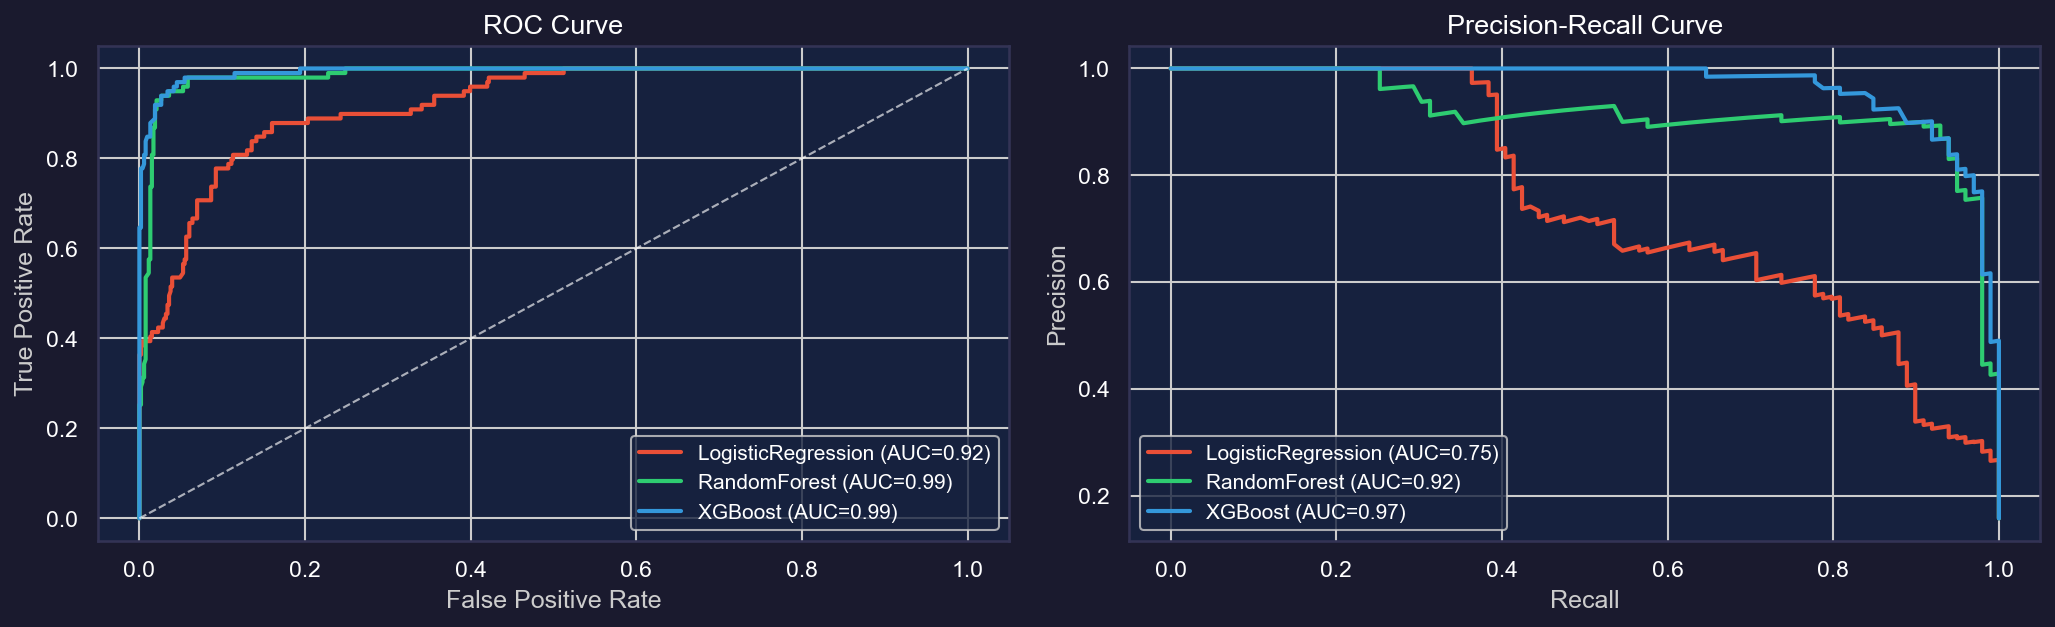 ROC Curve
1.0
0.8
0.6
0.4
0.2
0.0
True Positive Rate
LogisticRegression (AUC=0.92)
RandomForest (AUC=0.99)
XGBoost (AUC=0.99)
0.0 0.2 0.4 0.6 0.8 1.0
False Positive Rate
Precision-Recall Curve
1.0
0.8
0.6
0.4
0.2
Precision
LogisticRegression (AUC=0.75)
RandomForest (AUC=0.92)
XGBoost (AUC=0.97)
0.0 0.2 0.4 0.6 0.8 1.0
Recall